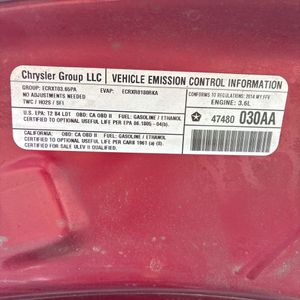 Chrysler Group LLC
VEHICLE EMISSION CONTROL INFORMATION
GROUP: ECRXT03.65PA
EVAP: ECRXR0180RKA
NO ADJUSTMENTS NEEDED
TWC / HO2S / SFI
CONFORMS TO REGULATIONS: 2014 MY FFV
ENGINE: 3.6L
U.S. EPA: T2 B4 LDT OBD: CA OBD II FUEL: GASOLINE / ETHANOL
CERTIFIED TO OPTIONAL USEFUL LIFE PER EPA 86.1805-04(b).
47480 030AA
CALIFORNIA: OBD: CA OBD II FUEL: GASOLINE / ETHANOL
CERTIFIED TO OPTIONAL USEFUL LIFE PER CAR# 1961 (a) (8).
CERTIFIED FOR SALE ULEV II QUALIFIED.